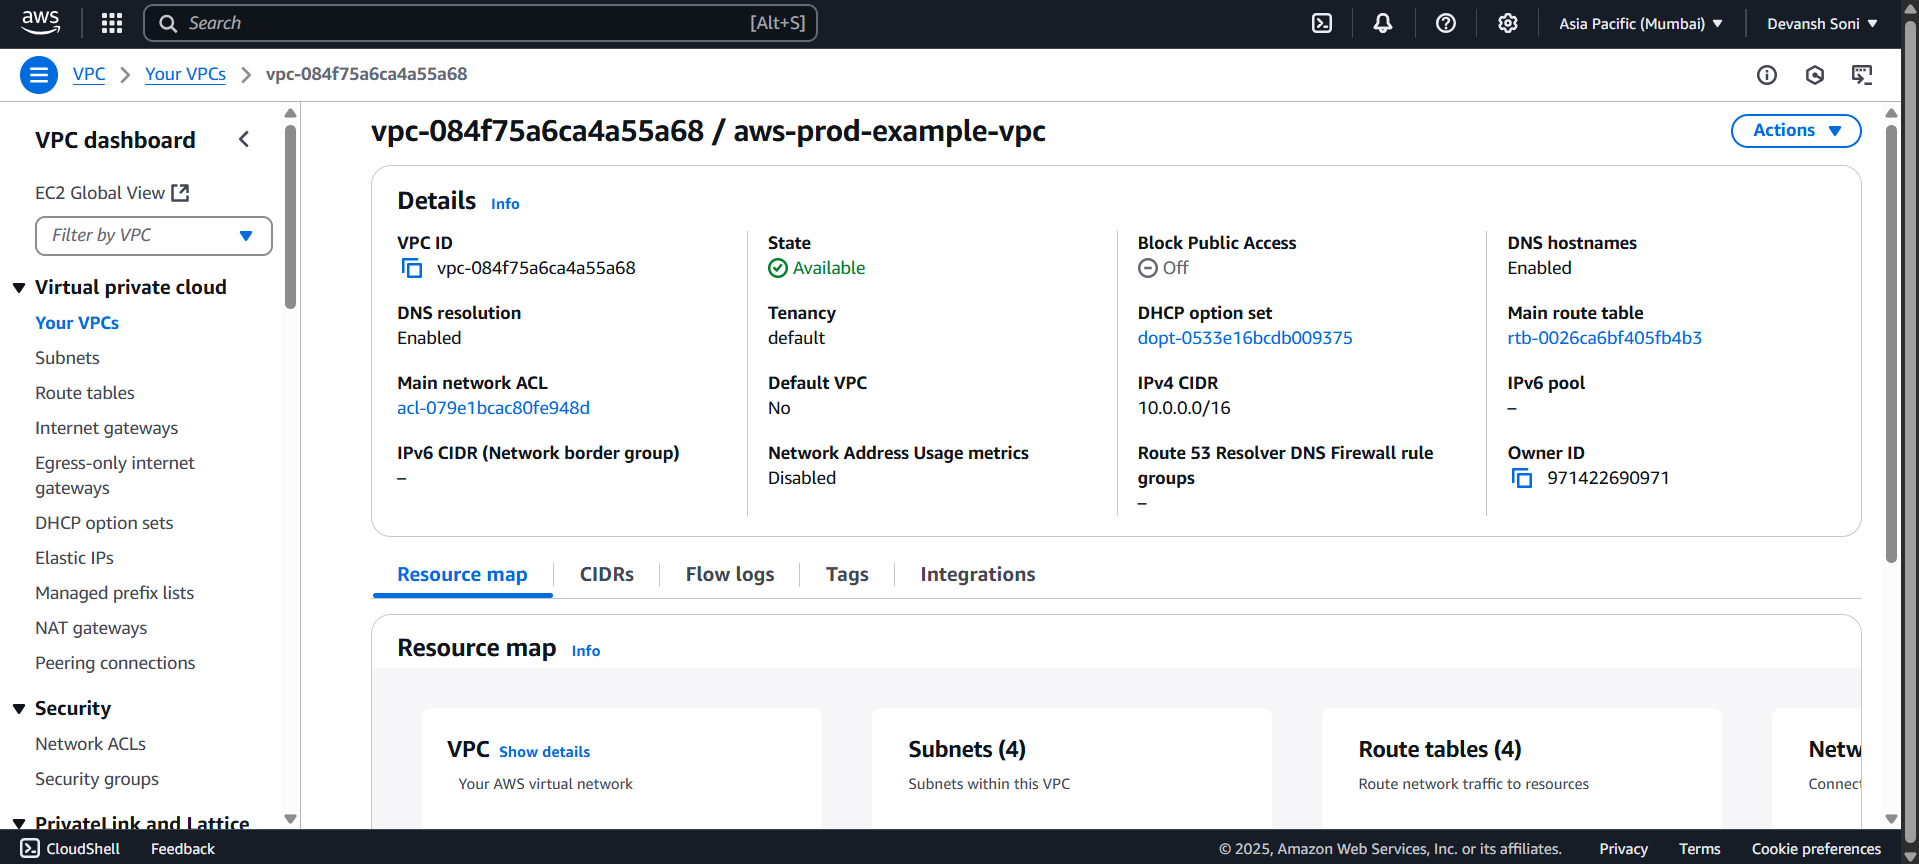 aws
Search [Alt+S]
Asia Pacific (Mumbai)
Devansh Soni
VPC
Your VPCs
vpc-084f75a6ca4a55a68
VPC dashboard
EC2 Global View
Filter by VPC
Virtual private cloud
Your VPCs
Subnets
Route tables
Internet gateways
Egress-only internet
gateways
DHCP option sets
Elastic IPs
Managed prefix lists
NAT gateways
Peering connections
Security
Network ACLs
Security groups
PrivateLink and Lattice
vpc-084f75a6ca4a55a68 / aws-prod-example-vpc
Actions
Details Info
VPC ID
vpc-084f75a6ca4a55a68
State
Available
Block Public Access
Off
DNS hostnames
Enabled
DNS resolution
Enabled
Tenancy
default
DHCP option set
dopt-0533e16bcdb009375
Main route table
rtb-0026ca6bf405fb4b3
Main network ACL
acl-079e1bcac80fe948d
Default VPC
No
IPv4 CIDR
10.0.0.0/16
IPv6 pool
–
IPv6 CIDR (Network border group)
–
Network Address Usage metrics
Disabled
Route 53 Resolver DNS Firewall rule
groups
–
Owner ID
971422690971
Resource map
CIDRs
Flow logs
Tags
Integrations
Resource map Info
VPC Show details
Your AWS virtual network
Subnets (4)
Subnets within this VPC
Route tables (4)
Route network traffic to resources
Netw
Connect
CloudShell
Feedback
© 2025, Amazon Web Services, Inc. or its affiliates.
Privacy
Terms
Cookie preferences